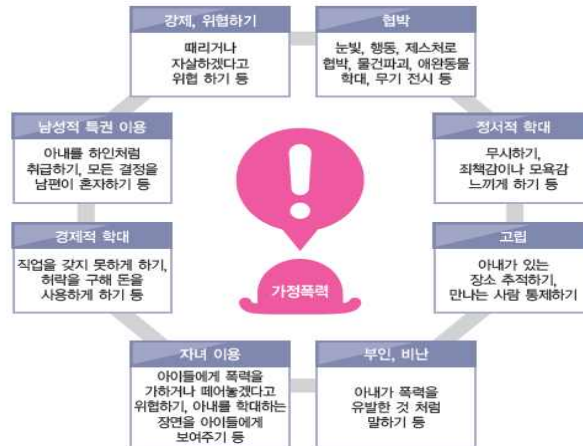 강제, 위협하기
때리거나
자살하겠다고
위협 하기 등
협박
눈빛, 행동, 제스처로
협박, 물건파괴, 애완동물
학대, 무기 전시 등
남성적 특권 이용
아내를 하인처럼
취급하기, 모든 결정을
남편이 혼자하기 등
정서적 학대
무시하기,
죄책감이나 모욕감
느끼게 하기 등
경제적 학대
직업을 갖지 못하게 하기,
허락을 구해 돈을
사용하게 하기 등
고립
아내가 있는
장소 추적하기,
만나는 사람 통제하기
가정폭력
자녀 이용
아이들에게 폭력을
가하거나 떼어놓겠다고
위협하기, 아내를 학대하는
장면을 아이들에게
보여주기 등
부인, 비난
아내가 폭력을
유발한 것 처럼
말하기 등